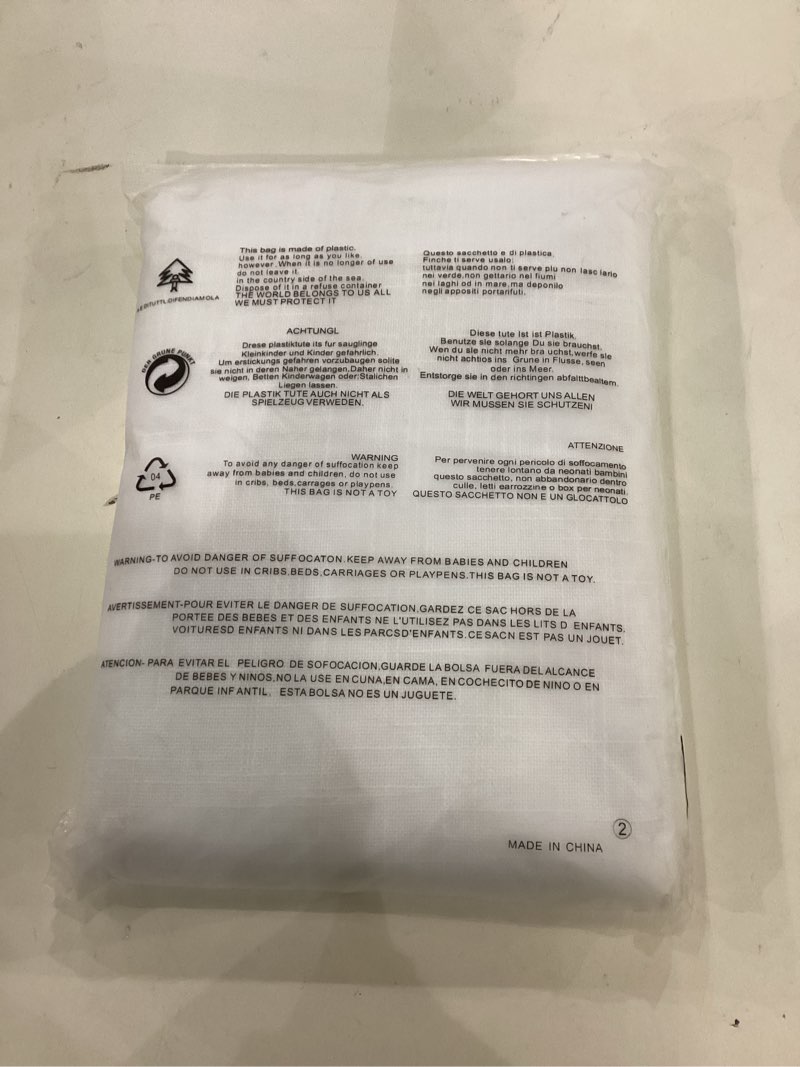 This bag is made of plastic.
Use it for as long as you like.
however.When it is no longer of use
do not leave it.
in the country side of the sea.
Dispose of it in a refuse container
THE WORLD BELONGS TO US ALL
WE MUST PROTECT IT
Questo sacchetto e di plastica.
Finche ti serve usalo;
tuttavia quando non ti serve piu non lasc iario
nei verde.non gettario nei fiumi
nei laghi od in mare.ma deponilo
negli appositi portarifuti.
DIFENDIAMOLA
ACHTUNGL
Drese plastiktute its fur sauglinge
Kleinkinder und Kinder gefahrlich.
Um erstickungs gefahren vorzubaugen solite
sie nicht in deren Naher gelangen.Daher nicht in
weigen, Betten Kinderwagen oder:Stalichen
Liegen lassen.
DIE PLASTIK TUTE AUCH NICHT ALS
SPIELZEUG VERWEDEN.
Diese tute Ist ist Plastik.
Benutze sie solange Du sie brauchst.
Wen du sie nicht mehr bra uchst,werfe sie
nicht achtios ins Grune in Flusse, seen
oder ins Meer.
Entstorge sie in den richtingen abfalttbealtern.
DIE WELT GEHORT UNS ALLEN
WIR MUSSEN SIE SCHUTZENI
DER GRUNE PUNKT
WARNING
To avoid any danger of suffocation keep
away from babies and children, do not use
in cribs, beds,carrages or playpens.
THIS BAG IS NOT A TOY
ATTENZIONE
Per pervenire ogni pericolo di soffocamento
tenere lontano da neonati bambini
questo sacchetto, non abbandonario dentro
culle, letti earrozzine o box per neonati.
QUESTO SACCHETTO NON E UN GLOCATTOLO
04
PE
WARNING-TO AVOID DANGER OF SUFFOCATON.KEEP AWAY FROM BABIES AND CHILDREN
DO NOT USE IN CRIBS.BEDS.CARRIAGES OR PLAYPENS.THIS BAG IS NOT A TOY.
AVERTISSEMENT-POUR EVITER LE DANGER DE SUFFOCATION.GARDEZ CE SAC HORS DE LA
PORTEE DES BEBES ET DES ENFANTS NE L'UTILISEZ PAS DANS LES LITS D ENFANTS.
VOITURESD ENFANTS NI DANS LES PARCSD'ENFANTS.CE SACN EST PAS UN JOUET.
ATENCION- PARA EVITAR EL PELIGRO DE SOFOCACION,GUARDE LA BOLSA FUERA DEL ALCANCE
DE BEBES Y NINOS,NO LA USE EN CUNA,EN CAMA, EN COCHECITO DE NINO O EN
PARQUE INFANTIL. ESTA BOLSA NO ES UN JUGUETE.
②
MADE IN CHINA